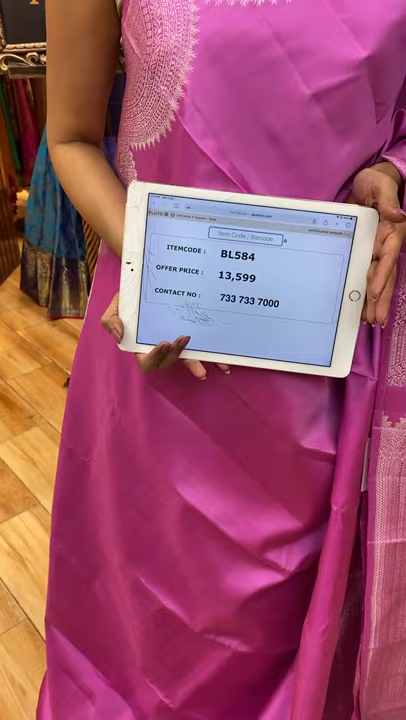 Item Code / Barcode
ITEMCODE : BL584
OFFER PRICE : 13,599
CONTACT NO : 733 733 7000